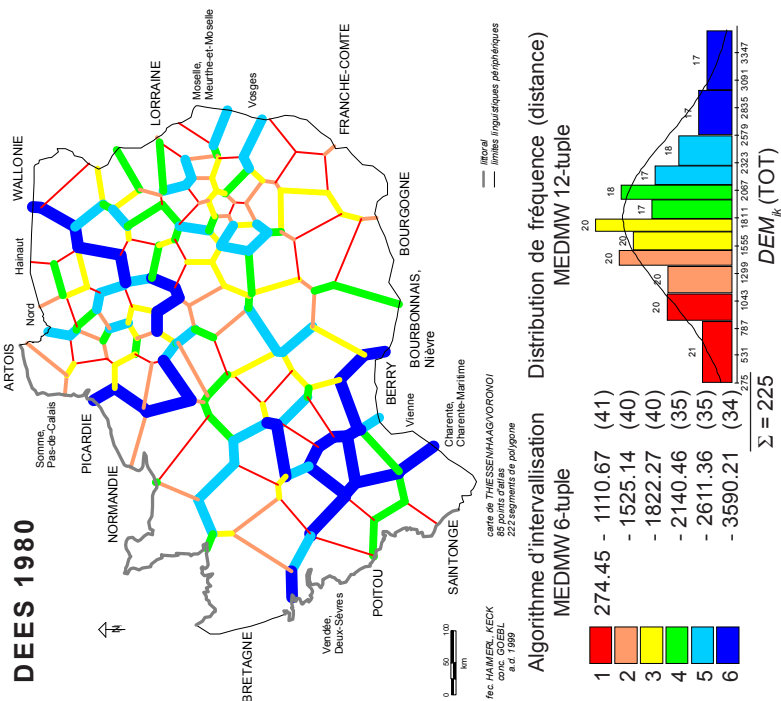 DEES 1980
ARTOIS
Nord
Hainaut
WALLONIE
LORRAINE
Moselle,
Meurthe-et-Moselle
Vosges
FRANCHE-COMTE
BOURGOGNE
BOURBONNAIS,
Nièvre
BERRY
Vienne
Charente,
Charente-Maritime
SAINTONGE
POITOU
Vendée,
Deux-Sèvres
BRETAGNE
NORMANDIE
PICARDIE
Somme,
Pas-de-Calais
N
0 50 100
km
littoral
limites linguistiques périphériques
fec. HAIMERL, KECK
conc. GOEBL
a.d. 1999
carte de THIESSEN/HAAG/VORONOI
85 points d'atlas
222 segments de polygone
Algorithme d'intervallisation
MEDMW 6-tuple
1 274.45 - 1110.67 (41)
2 - 1525.14 (40)
3 - 1822.27 (40)
4 - 2140.46 (35)
5 - 2611.36 (35)
6 - 3590.21 (34)
Σ = 225
Distribution de fréquence (distance)
MEDMW 12-tuple
21 20 20 20 20 20 17 18 17 18 17 17
275 531 787 1043 1299 1555 1811 2067 2323 2579 2835 3091 3347
DEM jk (TOT)